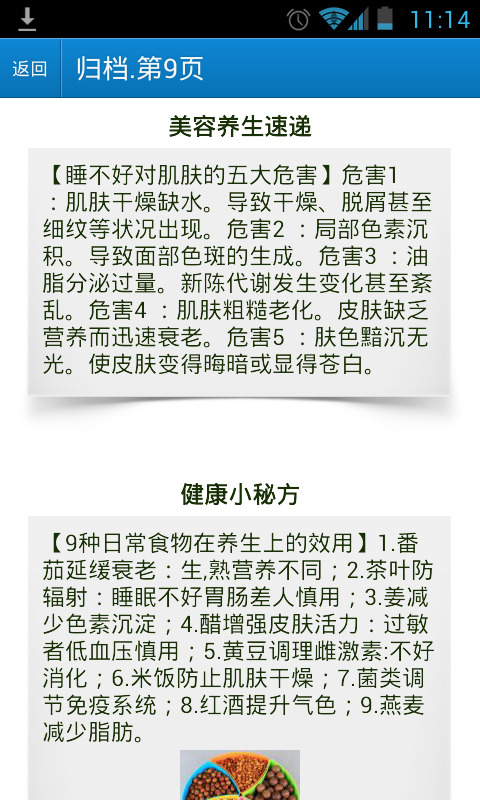 11:14
返回
归档.第9页
美容养生速递
【睡不好对肌肤的五大危害】危害1
：肌肤干燥缺水。导致干燥、脱屑甚至
细纹等状况出现。危害2 ：局部色素沉
积。导致面部色斑的生成。危害3 ：油
脂分泌过量。新陈代谢发生变化甚至紊
乱。危害4 ：肌肤粗糙老化。皮肤缺乏
营养而迅速衰老。危害5 ：肤色黯沉无
光。使皮肤变得晦暗或显得苍白。
健康小秘方
【9种日常食物在养生上的效用】1.番
茄延缓衰老：生,熟营养不同；2.茶叶防
辐射：睡眠不好胃肠差人慎用；3.姜减
少色素沉淀；4.醋增强皮肤活力：过敏
者低血压慎用；5.黄豆调理雌激素:不好
消化；6.米饭防止肌肤干燥；7.菌类调
节免疫系统；8.红酒提升气色；9.燕麦
减少脂肪。